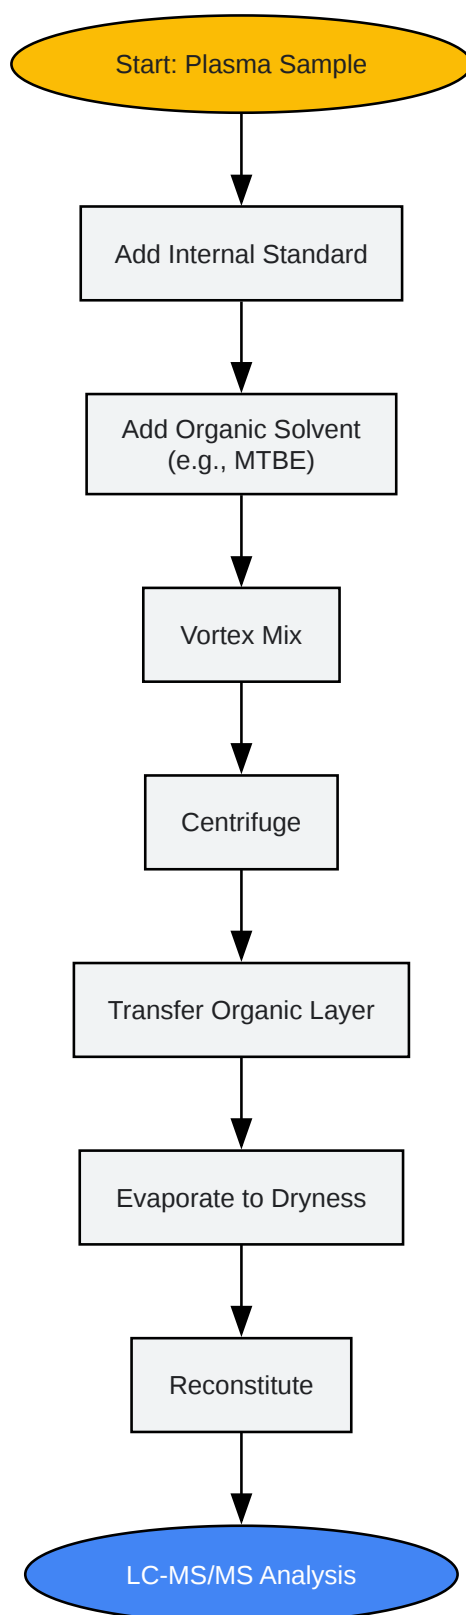 Start: Plasma Sample
Add Internal Standard
Add Organic Solvent
(e.g., MTBE)
Vortex Mix
Centrifuge
Transfer Organic Layer
Evaporate to Dryness
Reconstitute
LC-MS/MS Analysis